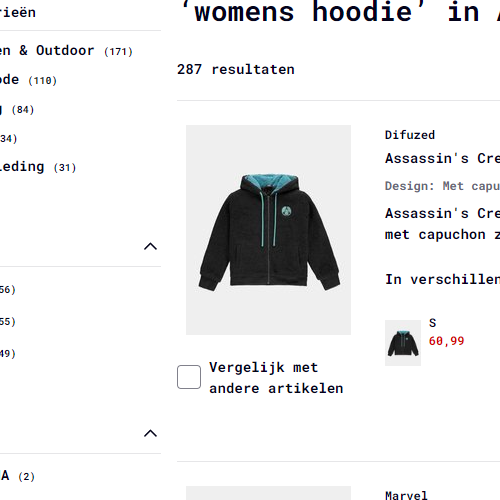 rieën
en & Outdoor (171)
ode (110)
(84)
34)
leding (31)
56)
55)
49)
A (2)
‘womens hoodie’ in
287 resultaten
Difuzed
Assassin's Cre
Design: Met capu
Assassin's Cre
met capuchon z
In verschillen
S
60,99
Vergelijk met
andere artikelen
Marvel